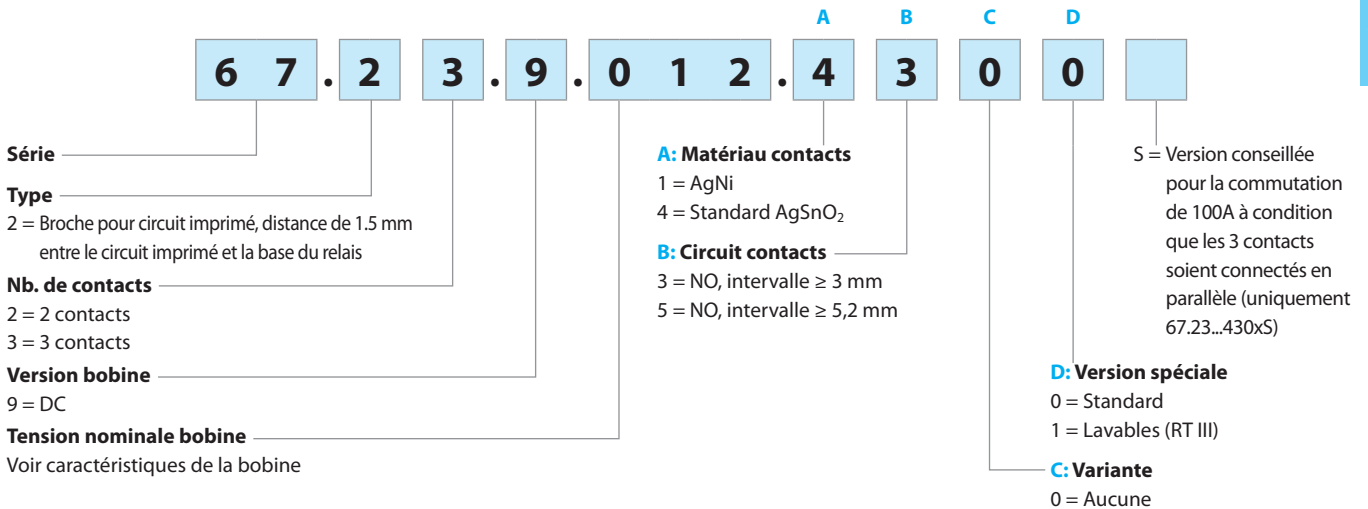 A B C D
6 7 . 2 3 . 9 . 0 1 2 . 4 3 0 0
Série
Type
2 = Broche pour circuit imprimé, distance de 1.5 mm
entre le circuit imprimé et la base du relais
Nb. de contacts
2 = 2 contacts
3 = 3 contacts
Version bobine
9 = DC
Tension nominale bobine
Voir caractéristiques de la bobine
A: Matériau contacts
1 = AgNi
4 = Standard AgSnO₂
B: Circuit contacts
3 = NO, intervalle ≥ 3 mm
5 = NO, intervalle ≥ 5,2 mm
S = Version conseillée
pour la commutation
de 100A à condition
que les 3 contacts
soient connectés en
parallèle (uniquement
67.23...430xS)
D: Version spéciale
0 = Standard
1 = Lavables (RT III)
C: Variante
0 = Aucune